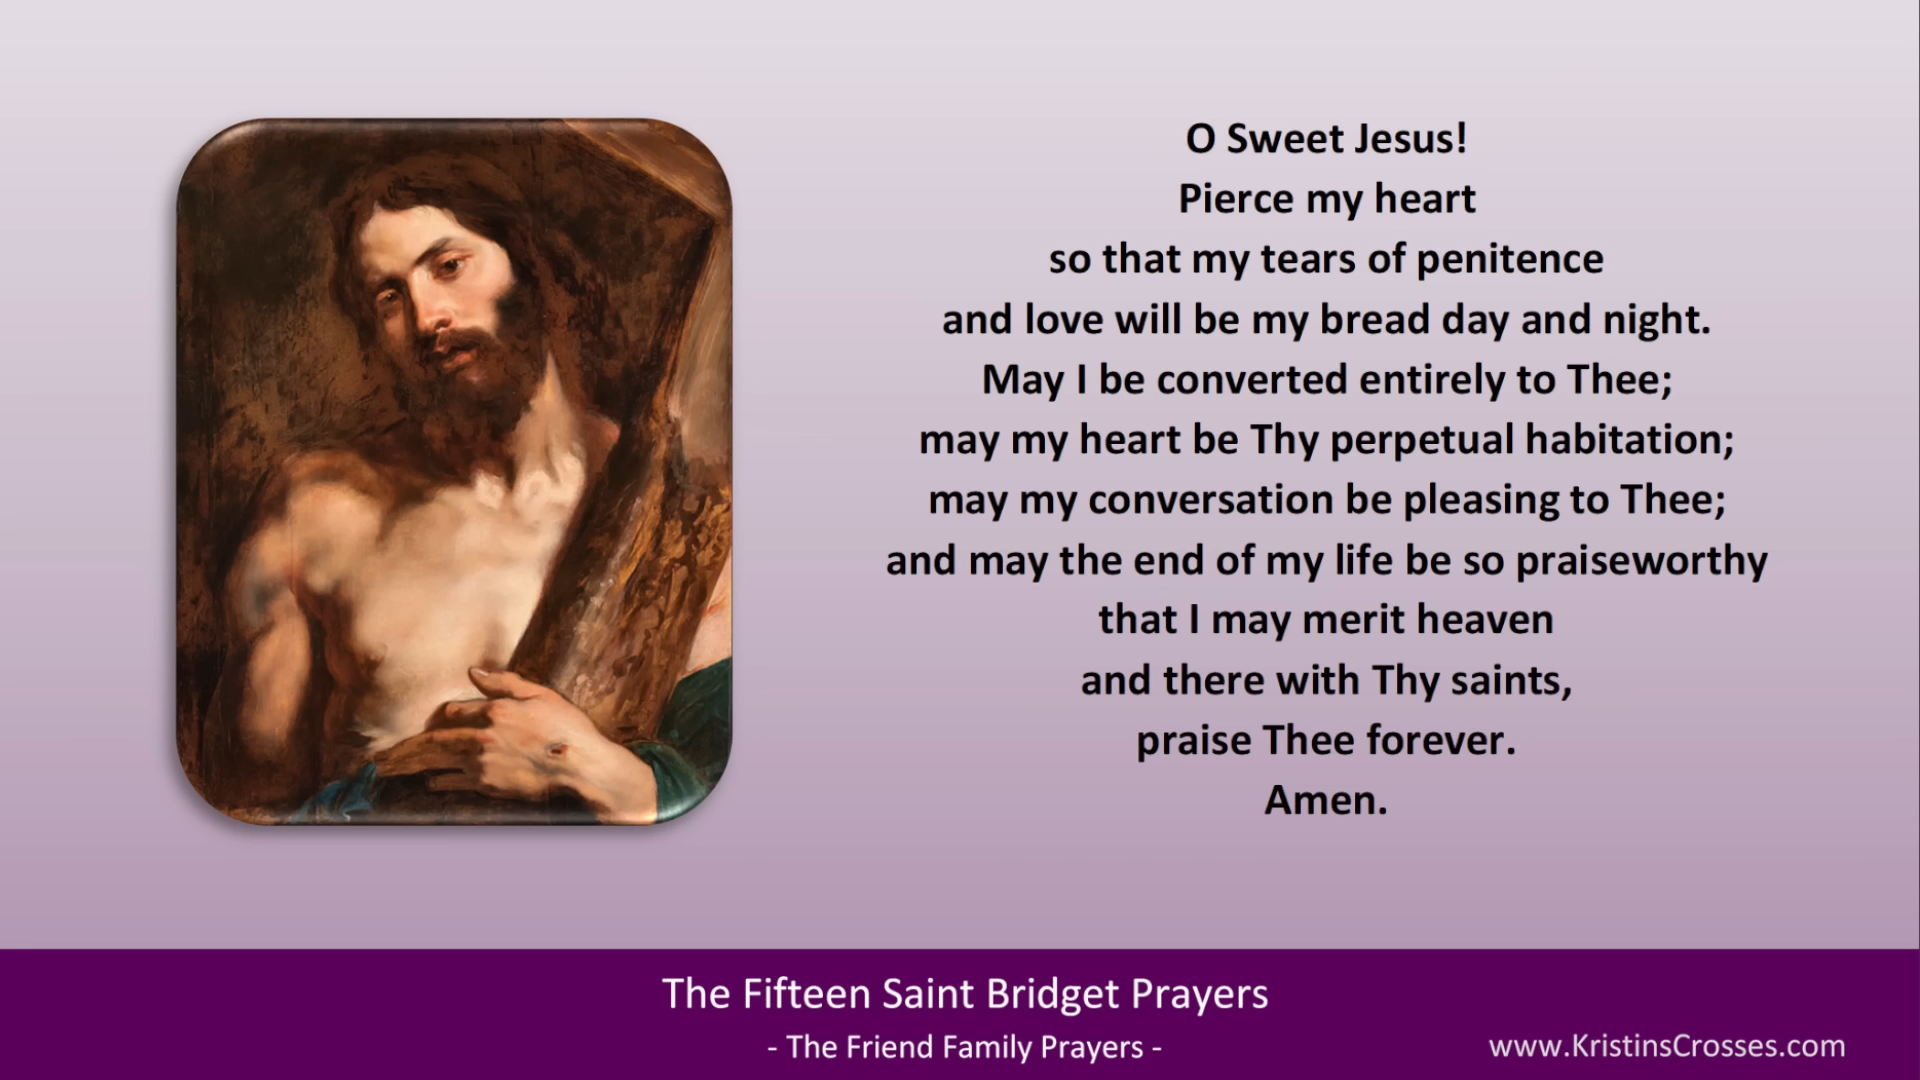 O Sweet Jesus!
Pierce my heart
so that my tears of penitence
and love will be my bread day and night.
May I be converted entirely to Thee;
may my heart be Thy perpetual habitation;
may my conversation be pleasing to Thee;
and may the end of my life be so praiseworthy
that I may merit heaven
and there with Thy saints,
praise Thee forever.
Amen.
The Fifteen Saint Bridget Prayers
- The Friend Family Prayers -
www.KristinsCrosses.com